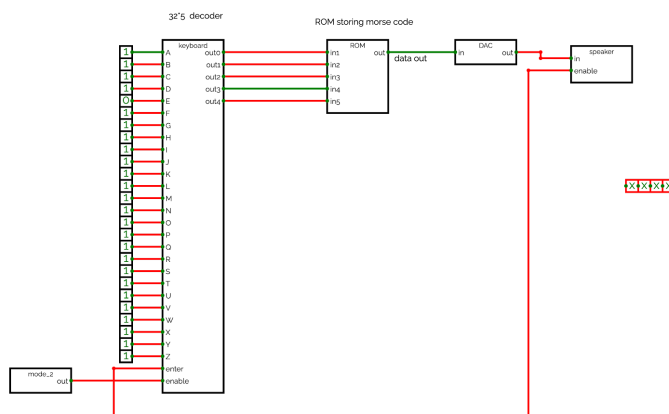 32*5 decoder
ROM storing morse code
keyboard
ROM
DAC
speaker
1 A out0 in1 out in out in
1 B out1 in2 data out enable
1 C out2 in3
1 D out3 in4
0 E out4 in5
1 F
1 G
1 H
1 I
1 J
1 K
1 L
1 M
1 N
1 O
1 P
1 Q
1 R
1 S
1 T
1 U
1 V
1 W
1 X
1 Y
1 Z
enter
enable
mode_2
out
X X X X